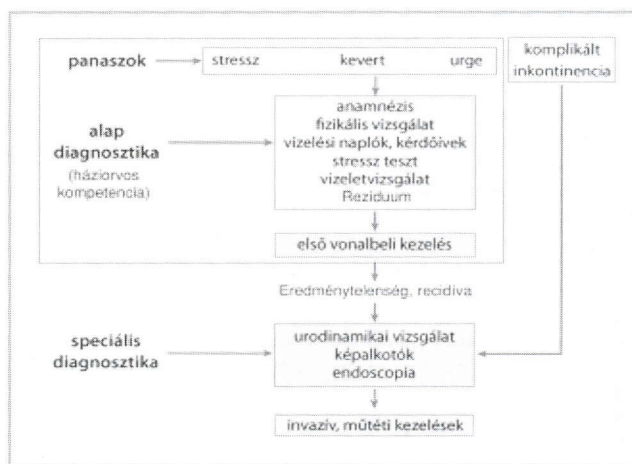 panaszok
stressz kevert urge
komplikált
inkontinencia
alap
diagnosztika
(háziorvos
kompetencia)
anamnézis
fizikális vizsgálat
vizelési naplók, kérdőívek
stressz teszt
vizeletvizsgálat
Reziduum
első vonalbeli kezelés
Eredménytelenség, recidíva
speciális
diagnosztika
urodinamikai vizsgálat
képalkotók
endoscopia
invazív, műtéti kezelések